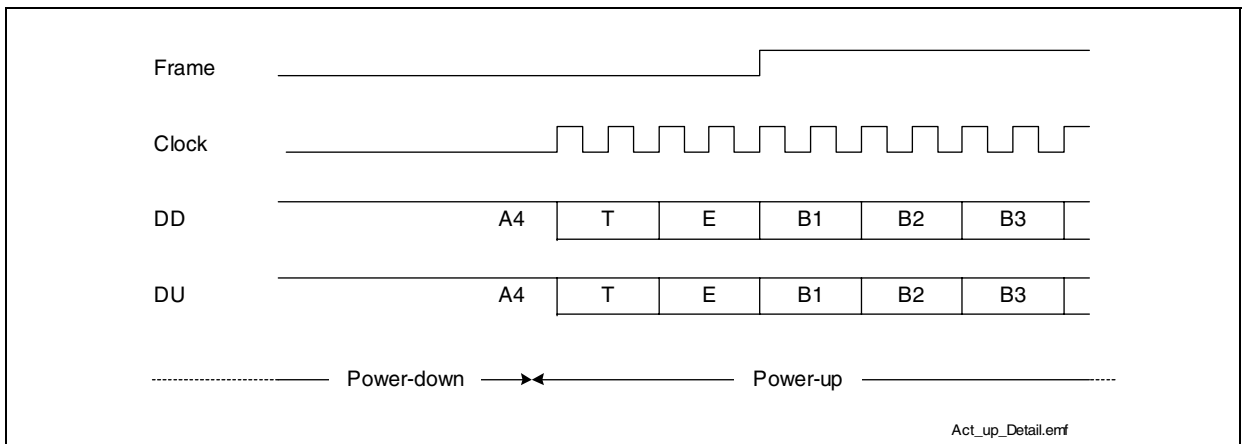 Frame
Clock
DD A4 T E B1 B2 B3
DU A4 T E B1 B2 B3
Power-down Power-up
Act_up_Detail.emf